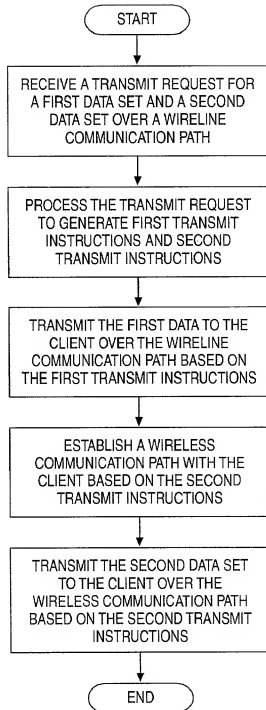 START
RECEIVE A TRANSMIT REQUEST FOR
A FIRST DATA SET AND A SECOND
DATA SET OVER A WIRELINE
COMMUNICATION PATH
PROCESS THE TRANSMIT REQUEST
TO GENERATE FIRST TRANSMIT
INSTRUCTIONS AND SECOND
TRANSMIT INSTRUCTIONS
TRANSMIT THE FIRST DATA TO THE
CLIENT OVER THE WIRELINE
COMMUNICATION PATH BASED ON
THE FIRST TRANSMIT INSTRUCTIONS
ESTABLISH A WIRELESS
COMMUNICATION PATH WITH THE
CLIENT BASED ON THE SECOND
TRANSMIT INSTRUCTIONS
TRANSMIT THE SECOND DATA SET
TO THE CLIENT OVER THE
WIRELESS COMMUNICATION PATH
BASED ON THE SECOND TRANSMIT
INSTRUCTIONS
END